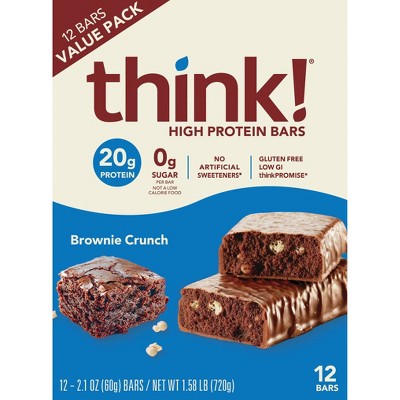 12 BARS
VALUE PACK
think!®
HIGH PROTEIN BARS
20g
PROTEIN
0g
SUGAR
PER BAR
NOT A LOW
CALORIE FOOD
NO
ARTIFICIAL
SWEETENERS*
GLUTEN FREE
LOW GI
thinkPROMISE*
Brownie Crunch
12 – 2.1 OZ (60g) BARS / NET WT 1.58 LB (720g)
12
BARS